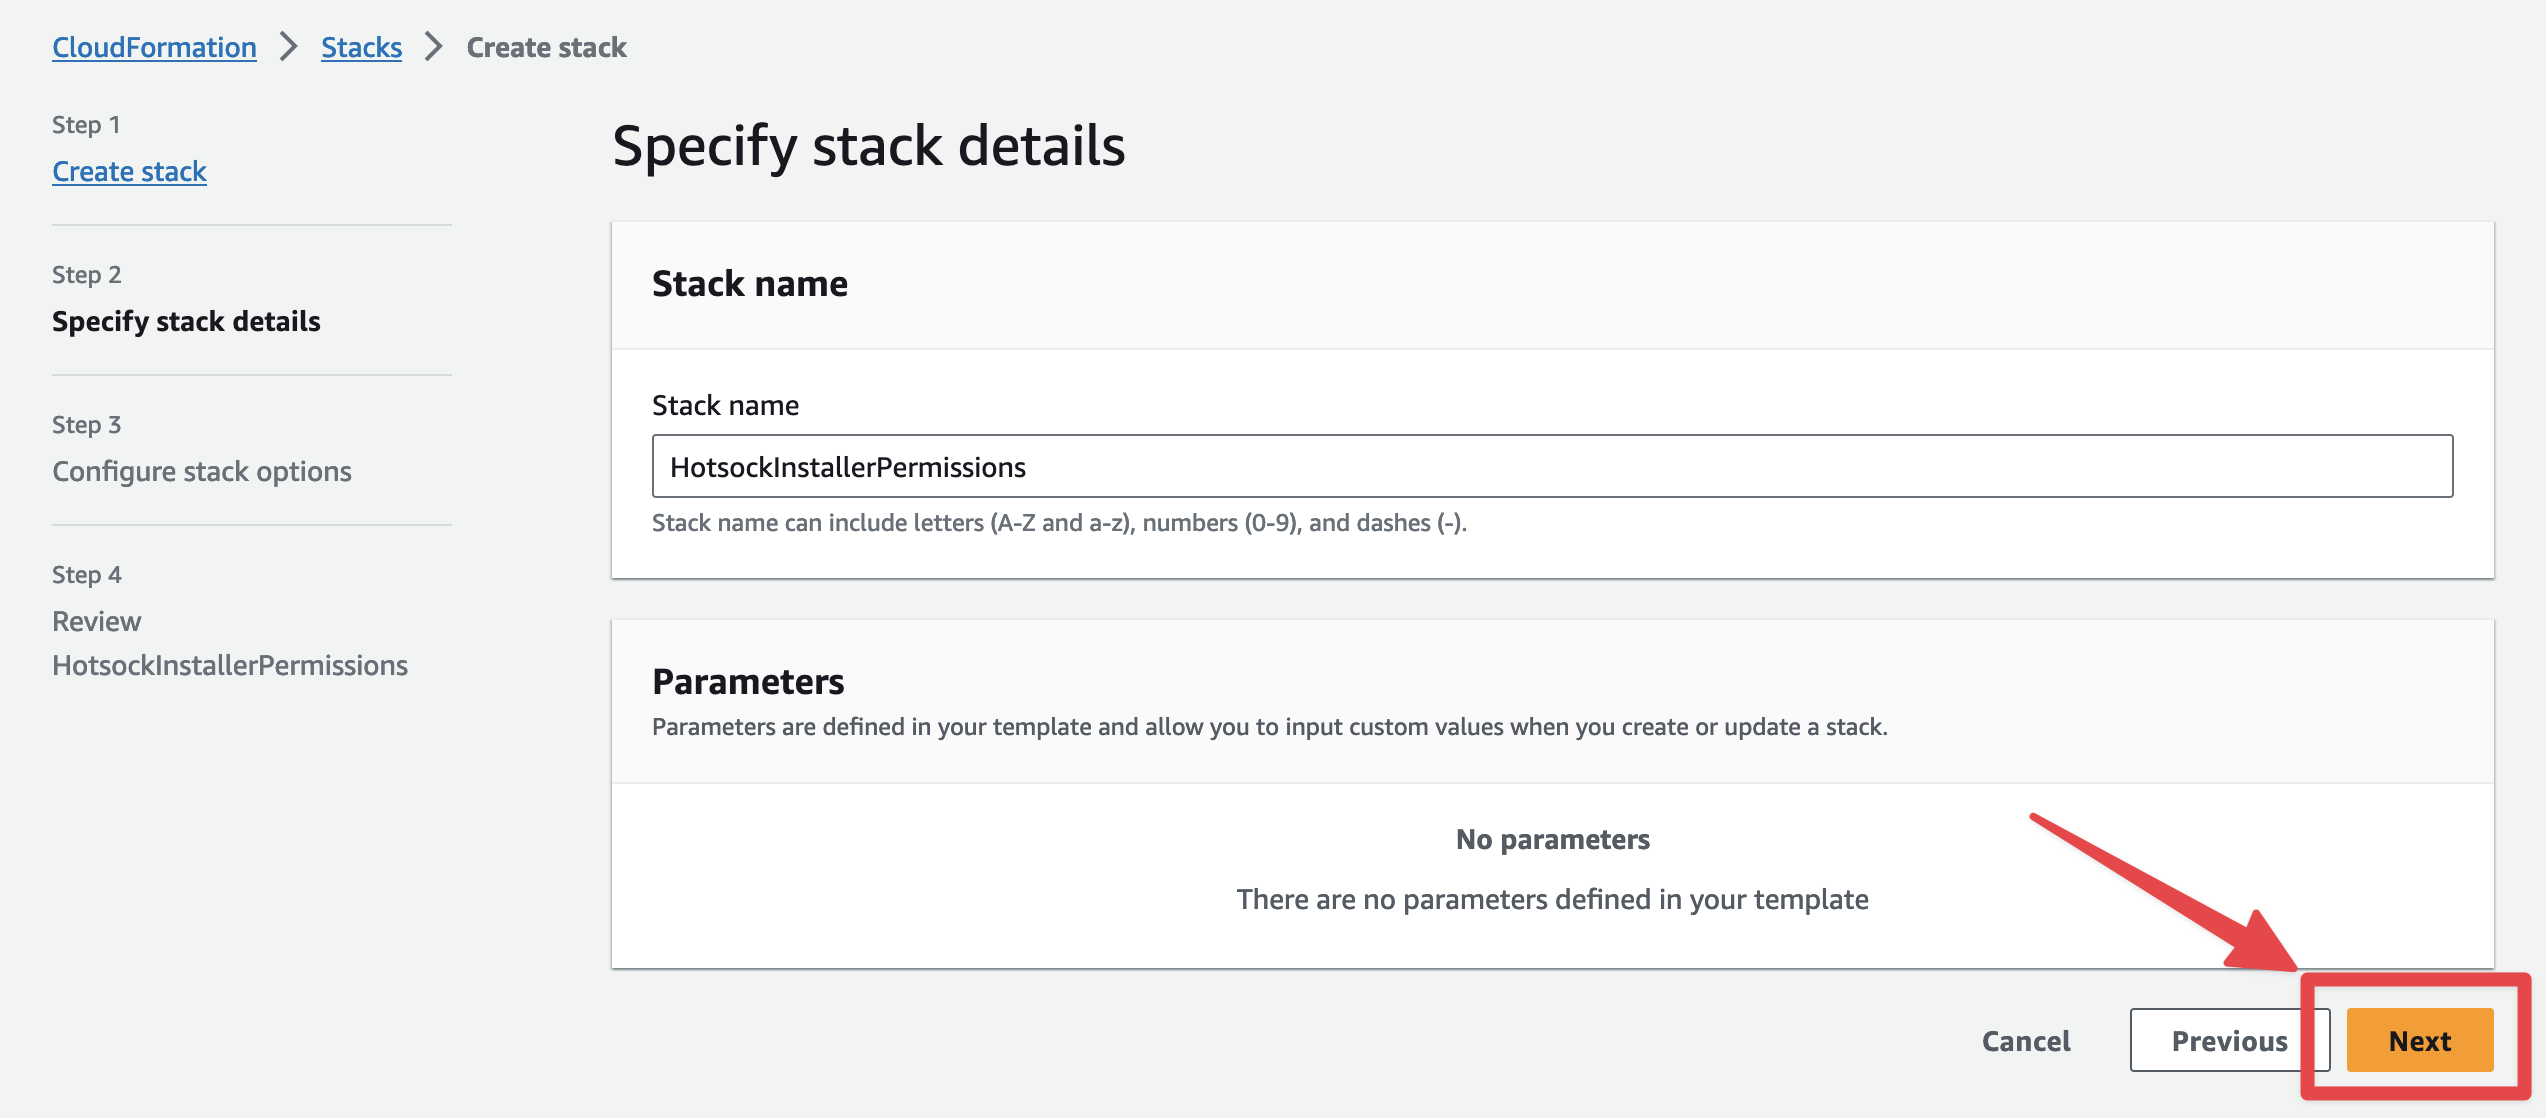 CloudFormation > Stacks > Create stack
Step 1
Create stack
Step 2
Specify stack details
Step 3
Configure stack options
Step 4
Review
HotsockInstallerPermissions
Specify stack details
Stack name
Stack name
HotsockInstallerPermissions
Stack name can include letters (A-Z and a-z), numbers (0-9), and dashes (-).
Parameters
Parameters are defined in your template and allow you to input custom values when you create or update a stack.
No parameters
There are no parameters defined in your template
Cancel Previous Next